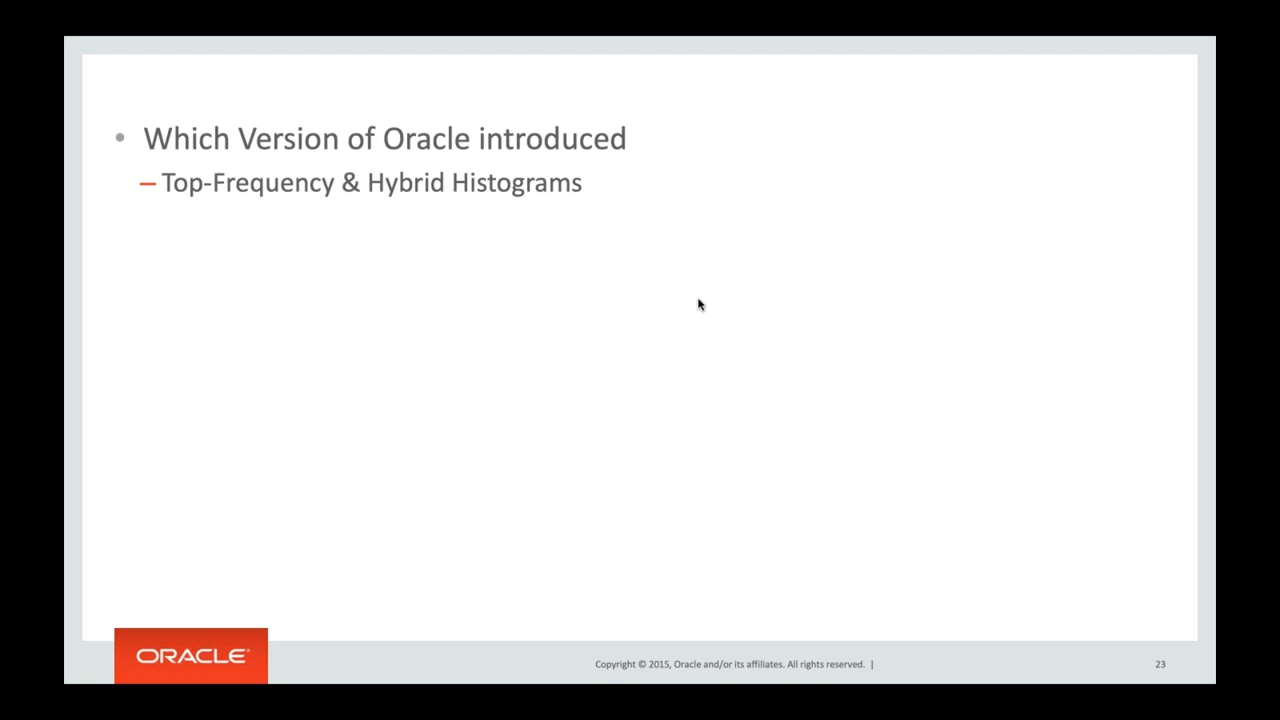 • Which Version of Oracle introduced
– Top-Frequency & Hybrid Histograms
ORACLE®
Copyright © 2015, Oracle and/or its affiliates. All rights reserved. |
23